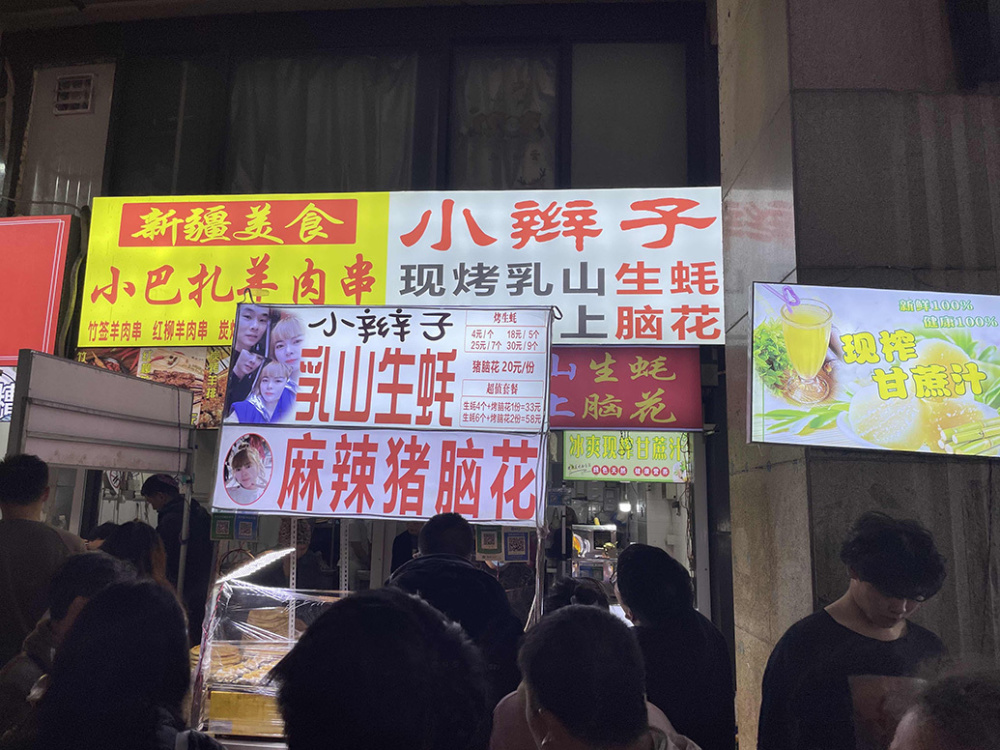 新疆美食
小巴扎羊肉串
竹签羊肉串 红柳羊肉串 炭
小辫子
现烤乳山生蚝
上脑花
小辫子
乳山生蚝
烤生蚝
4元/个 18元/5个
25元/7个 30元/9个
猪脑花 20元/份
超值套餐
生蚝4个+烤脑花1份=33元
生蚝6个+烤脑花2份=58元
麻辣猪脑花
山生蚝
上脑花
冰爽现榨甘蔗汁
新鲜100%
健康100%
现榨
甘蔗汁